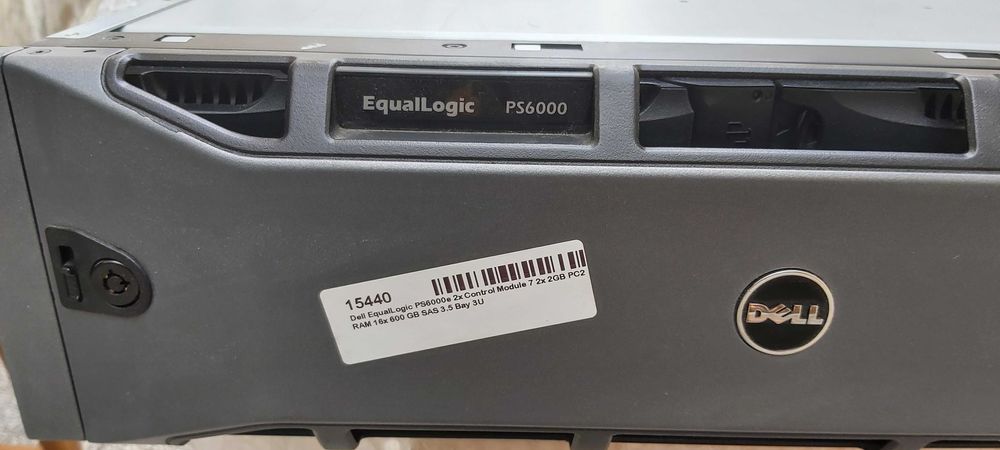 EqualLogic PS6000
15440
Dell EqualLogic PS6000e 2x Control Module 7 2x 2GB PC2
RAM 16x 600 GB SAS 3.5 Bay 3U
DELL